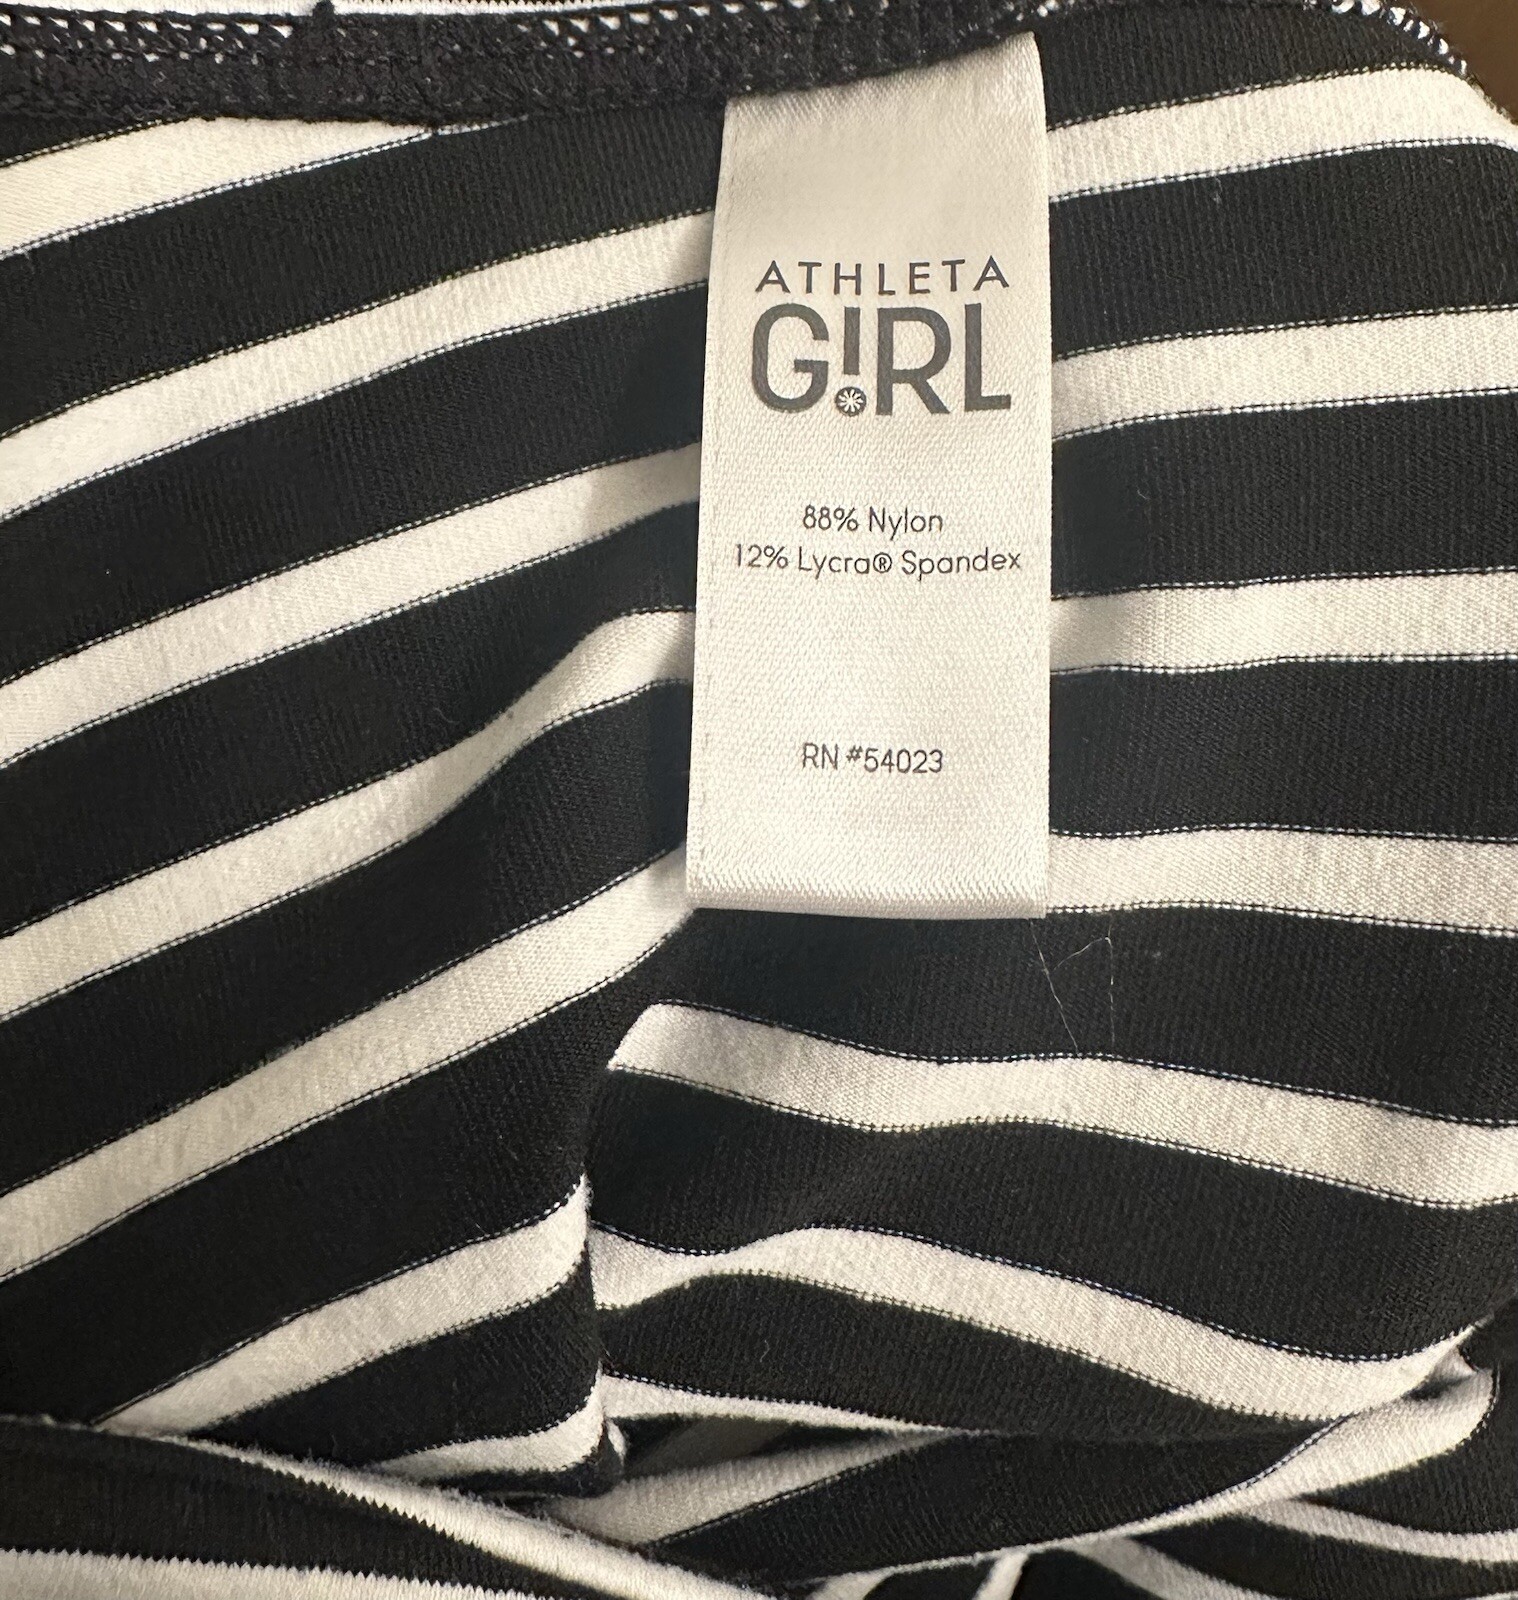 ATHLETA
G!RL
88% Nylon
12% Lycra® Spandex
RN #54023